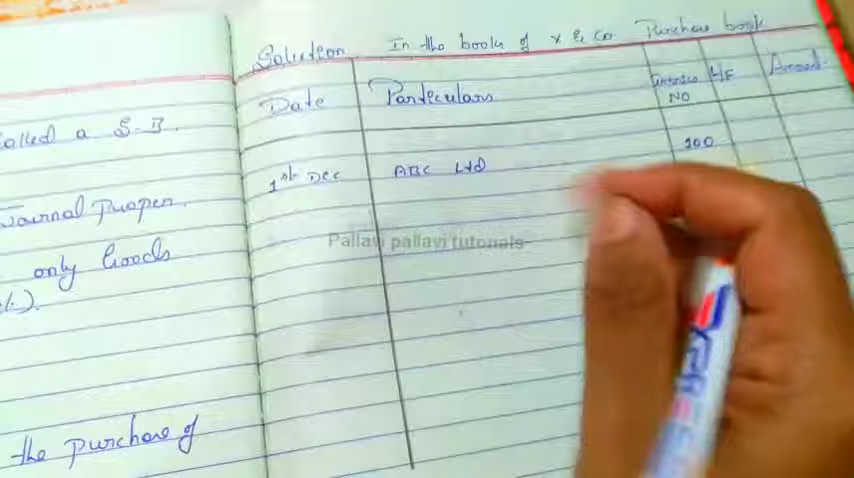 Solution In the books of X & Co. Purchase book
Date Particulars Invoice NO L/F Amount
1st Dec ABC Ltd 100
called a S.B.
Journal Proper.
only Goods
the purchase of
Pallavi pallavi tutorials